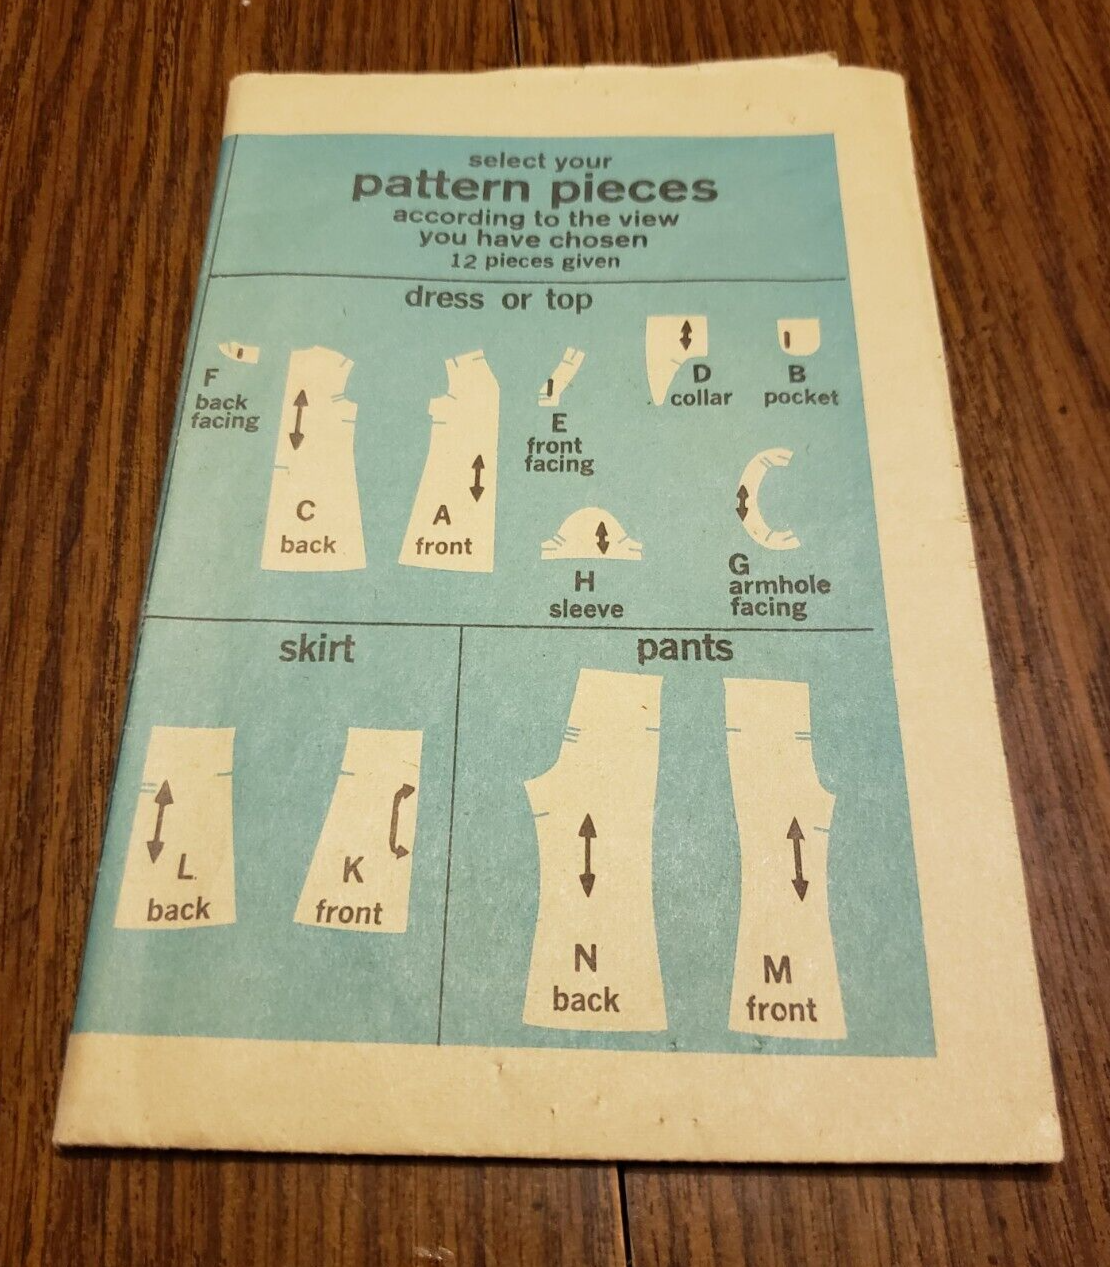 select your
pattern pieces
according to the view
you have chosen
12 pieces given
dress or top
F
back
facing
C
back
A
front
E
front
facing
D
collar
B
pocket
H
sleeve
G
armhole
facing
skirt
L
back
K
front
pants
N
back
M
front